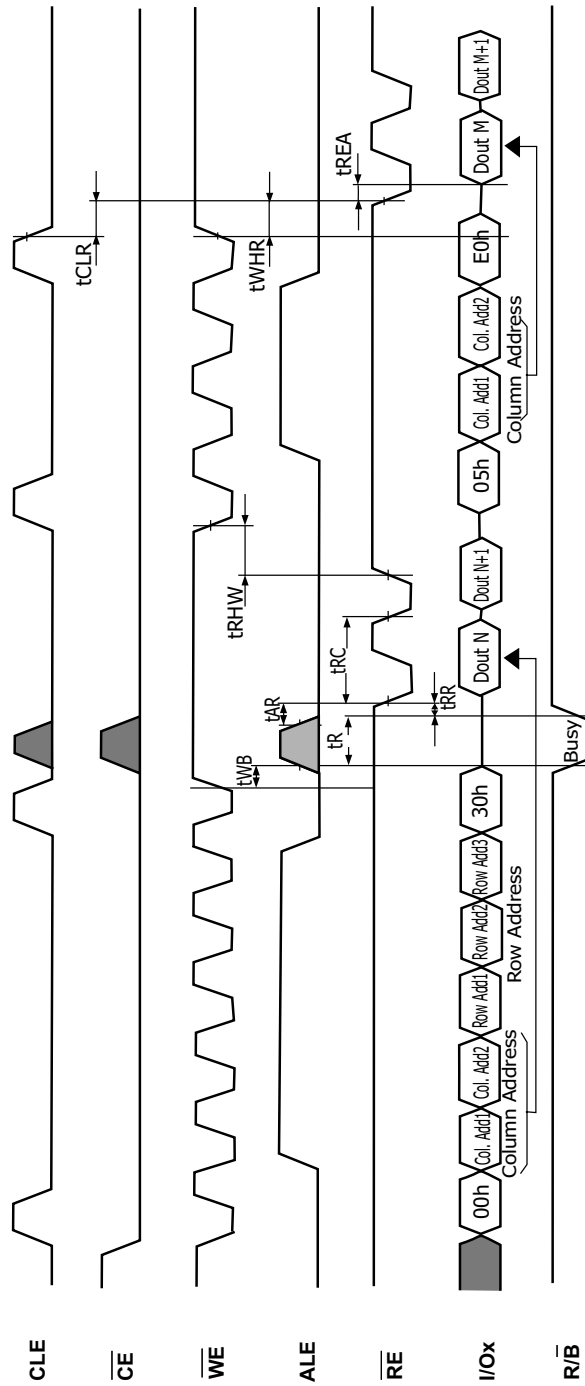 CLE
CE
WE
ALE
RE
I/Ox
R/B
tCLR
tWHR
tREA
tRHW
tAR
tRC
tWB
tR
tRR
00h
Col. Add1
Col. Add2
Row Add1
Row Add2
Row Add3
30h
Dout N
Dout N+1
05h
Col. Add1
Col. Add2
E0h
Dout M
Dout M+1
Column Address
Row Address
Column Address
Busy